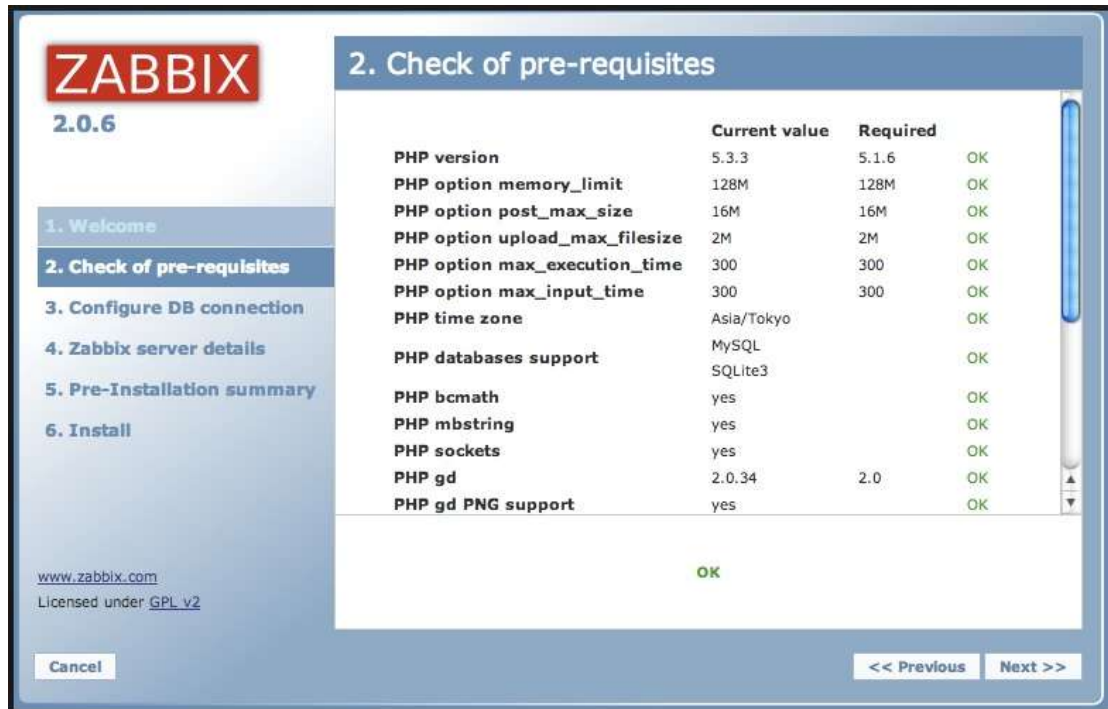 ZABBIX
2.0.6
1. Welcome
2. Check of pre-requisites
3. Configure DB connection
4. Zabbix server details
5. Pre-Installation summary
6. Install
www.zabbix.com
Licensed under GPL v2
2. Check of pre-requisites
Current value Required
PHP version 5.3.3 5.1.6 OK
PHP option memory_limit 128M 128M OK
PHP option post_max_size 16M 16M OK
PHP option upload_max_filesize 2M 2M OK
PHP option max_execution_time 300 300 OK
PHP option max_input_time 300 300 OK
PHP time zone Asia/Tokyo OK
PHP databases support MySQL
SQLite3 OK
PHP bcmath yes OK
PHP mbstring yes OK
PHP sockets yes OK
PHP gd 2.0.34 2.0 OK
PHP gd PNG support yes OK
OK
Cancel << Previous Next >>